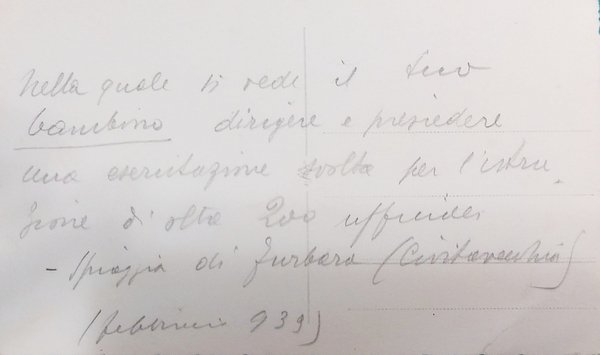 nella quale si vede il tuo
bambino dirigere e presiedere
una esercitazione svolta per l'istru
zione di oltre 200 ufficiali
- Spiaggia di Furbara (Civitavecchia)
(febbraio 939)